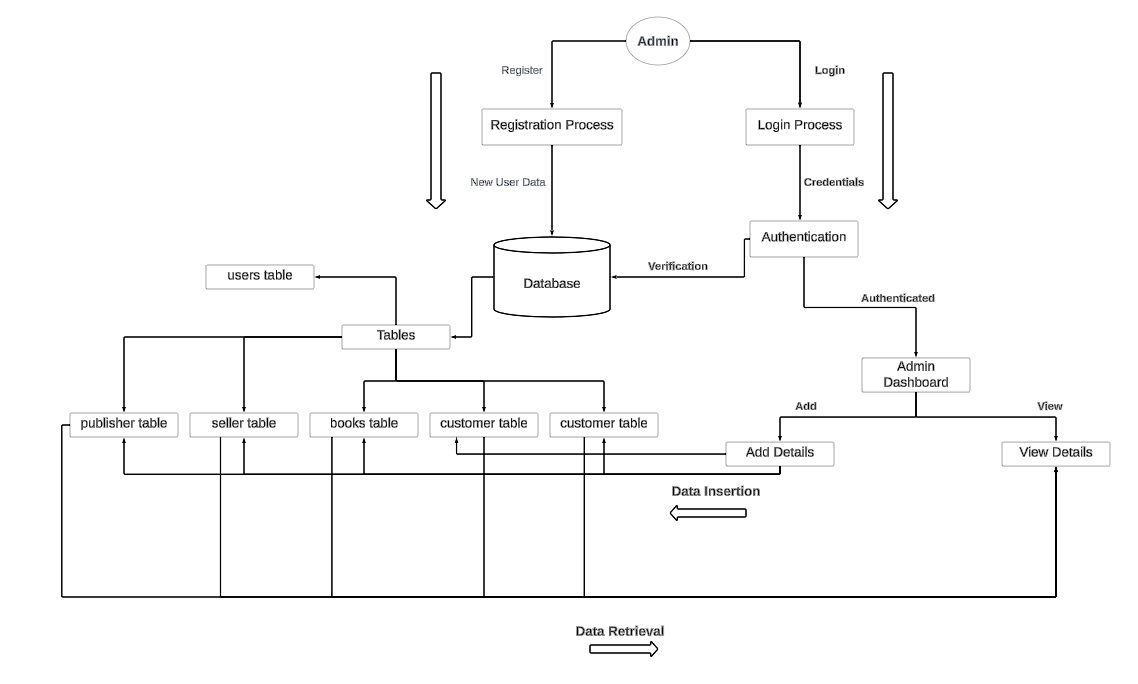 Admin
Register
Login
Registration Process
Login Process
New User Data
Credentials
Authentication
Verification
users table
Database
Authenticated
Tables
Admin
Dashboard
Add
View
publisher table
seller table
books table
customer table
customer table
Add Details
View Details
Data Insertion
Data Retrieval